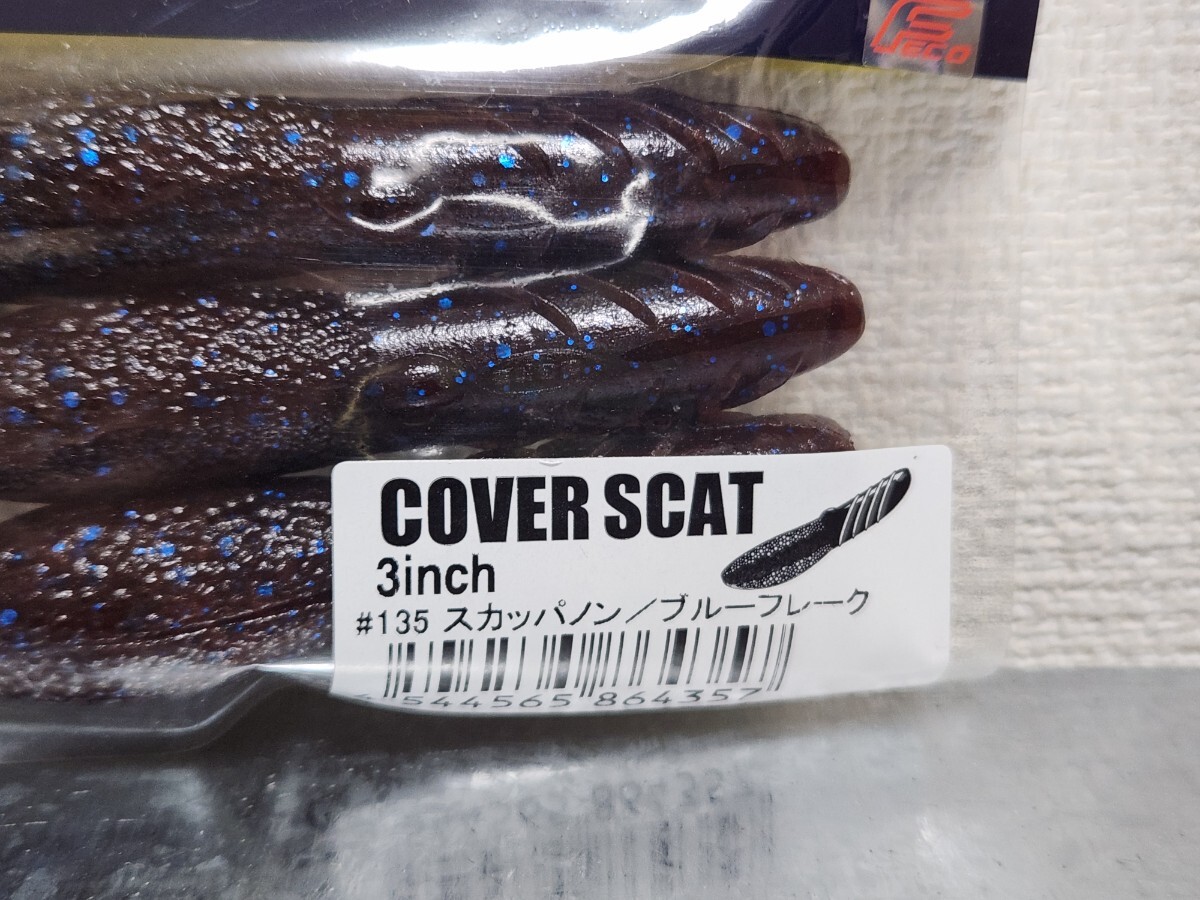 FECO
COVER SCAT
3inch
#135 スカッパノン／ブルーフレーク
4544565 864357